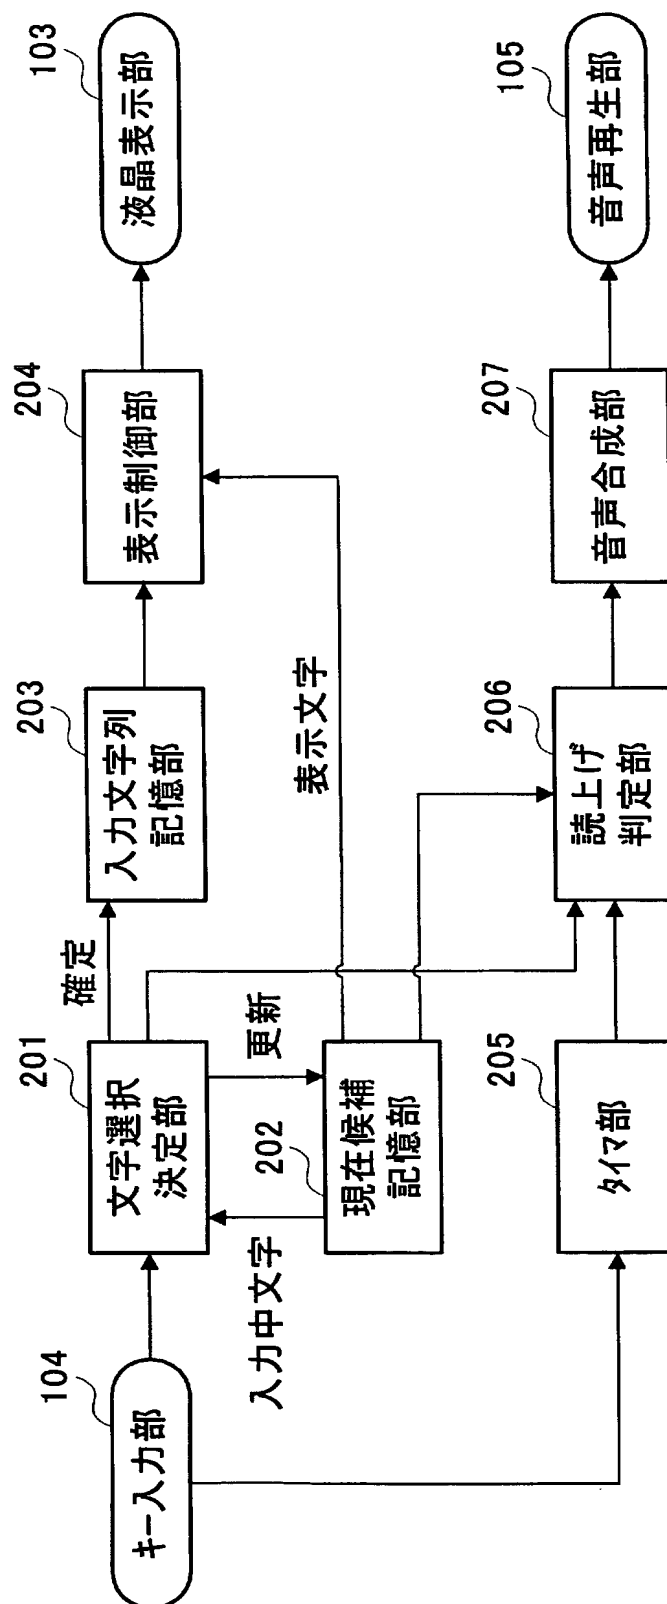 104
キー入力部
201
文字選択
決定部
確定
203
入力文字列
記憶部
204
表示制御部
103
液晶表示部
入力中文字
更新
202
現在候補
記憶部
表示文字
205
タイマ部
206
読上げ
判定部
207
音声合成部
105
音声再生部